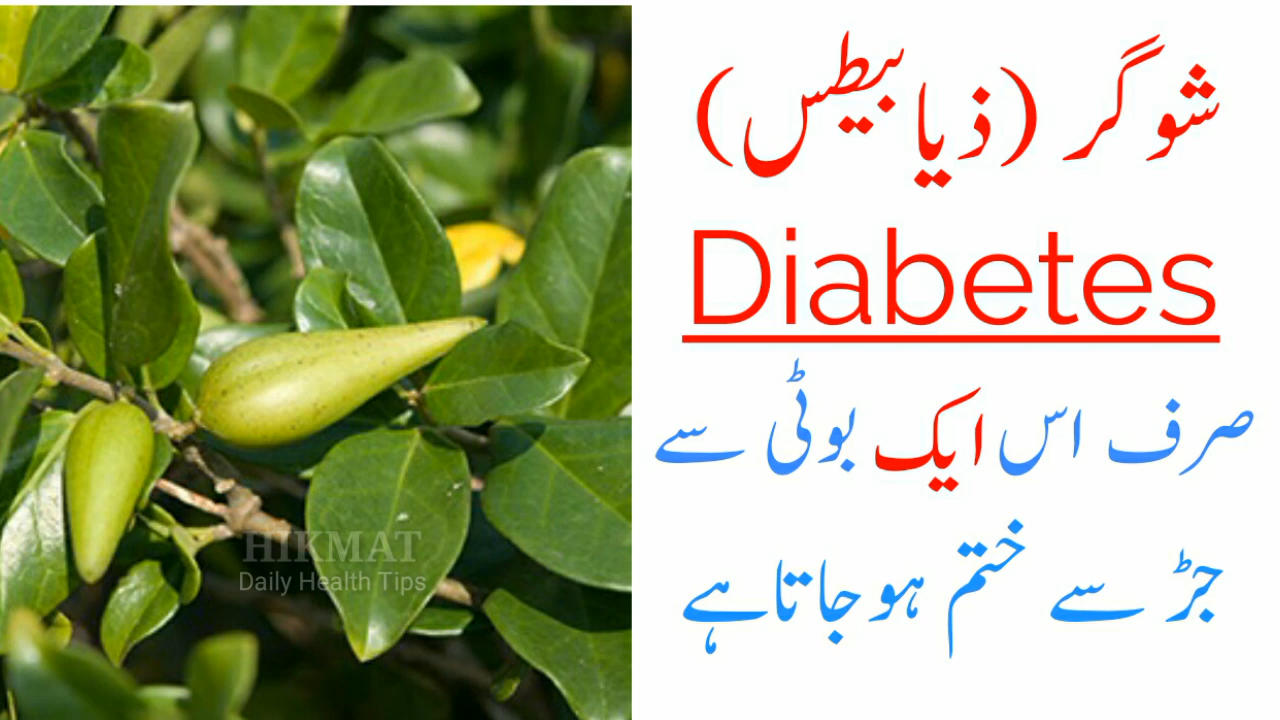 شوگر (ذیابیطس)
Diabetes
صرف اس ایک بوٹی سے
جڑ سے ختم ہو جاتا ہے
HIKMAT
Daily Health Tips